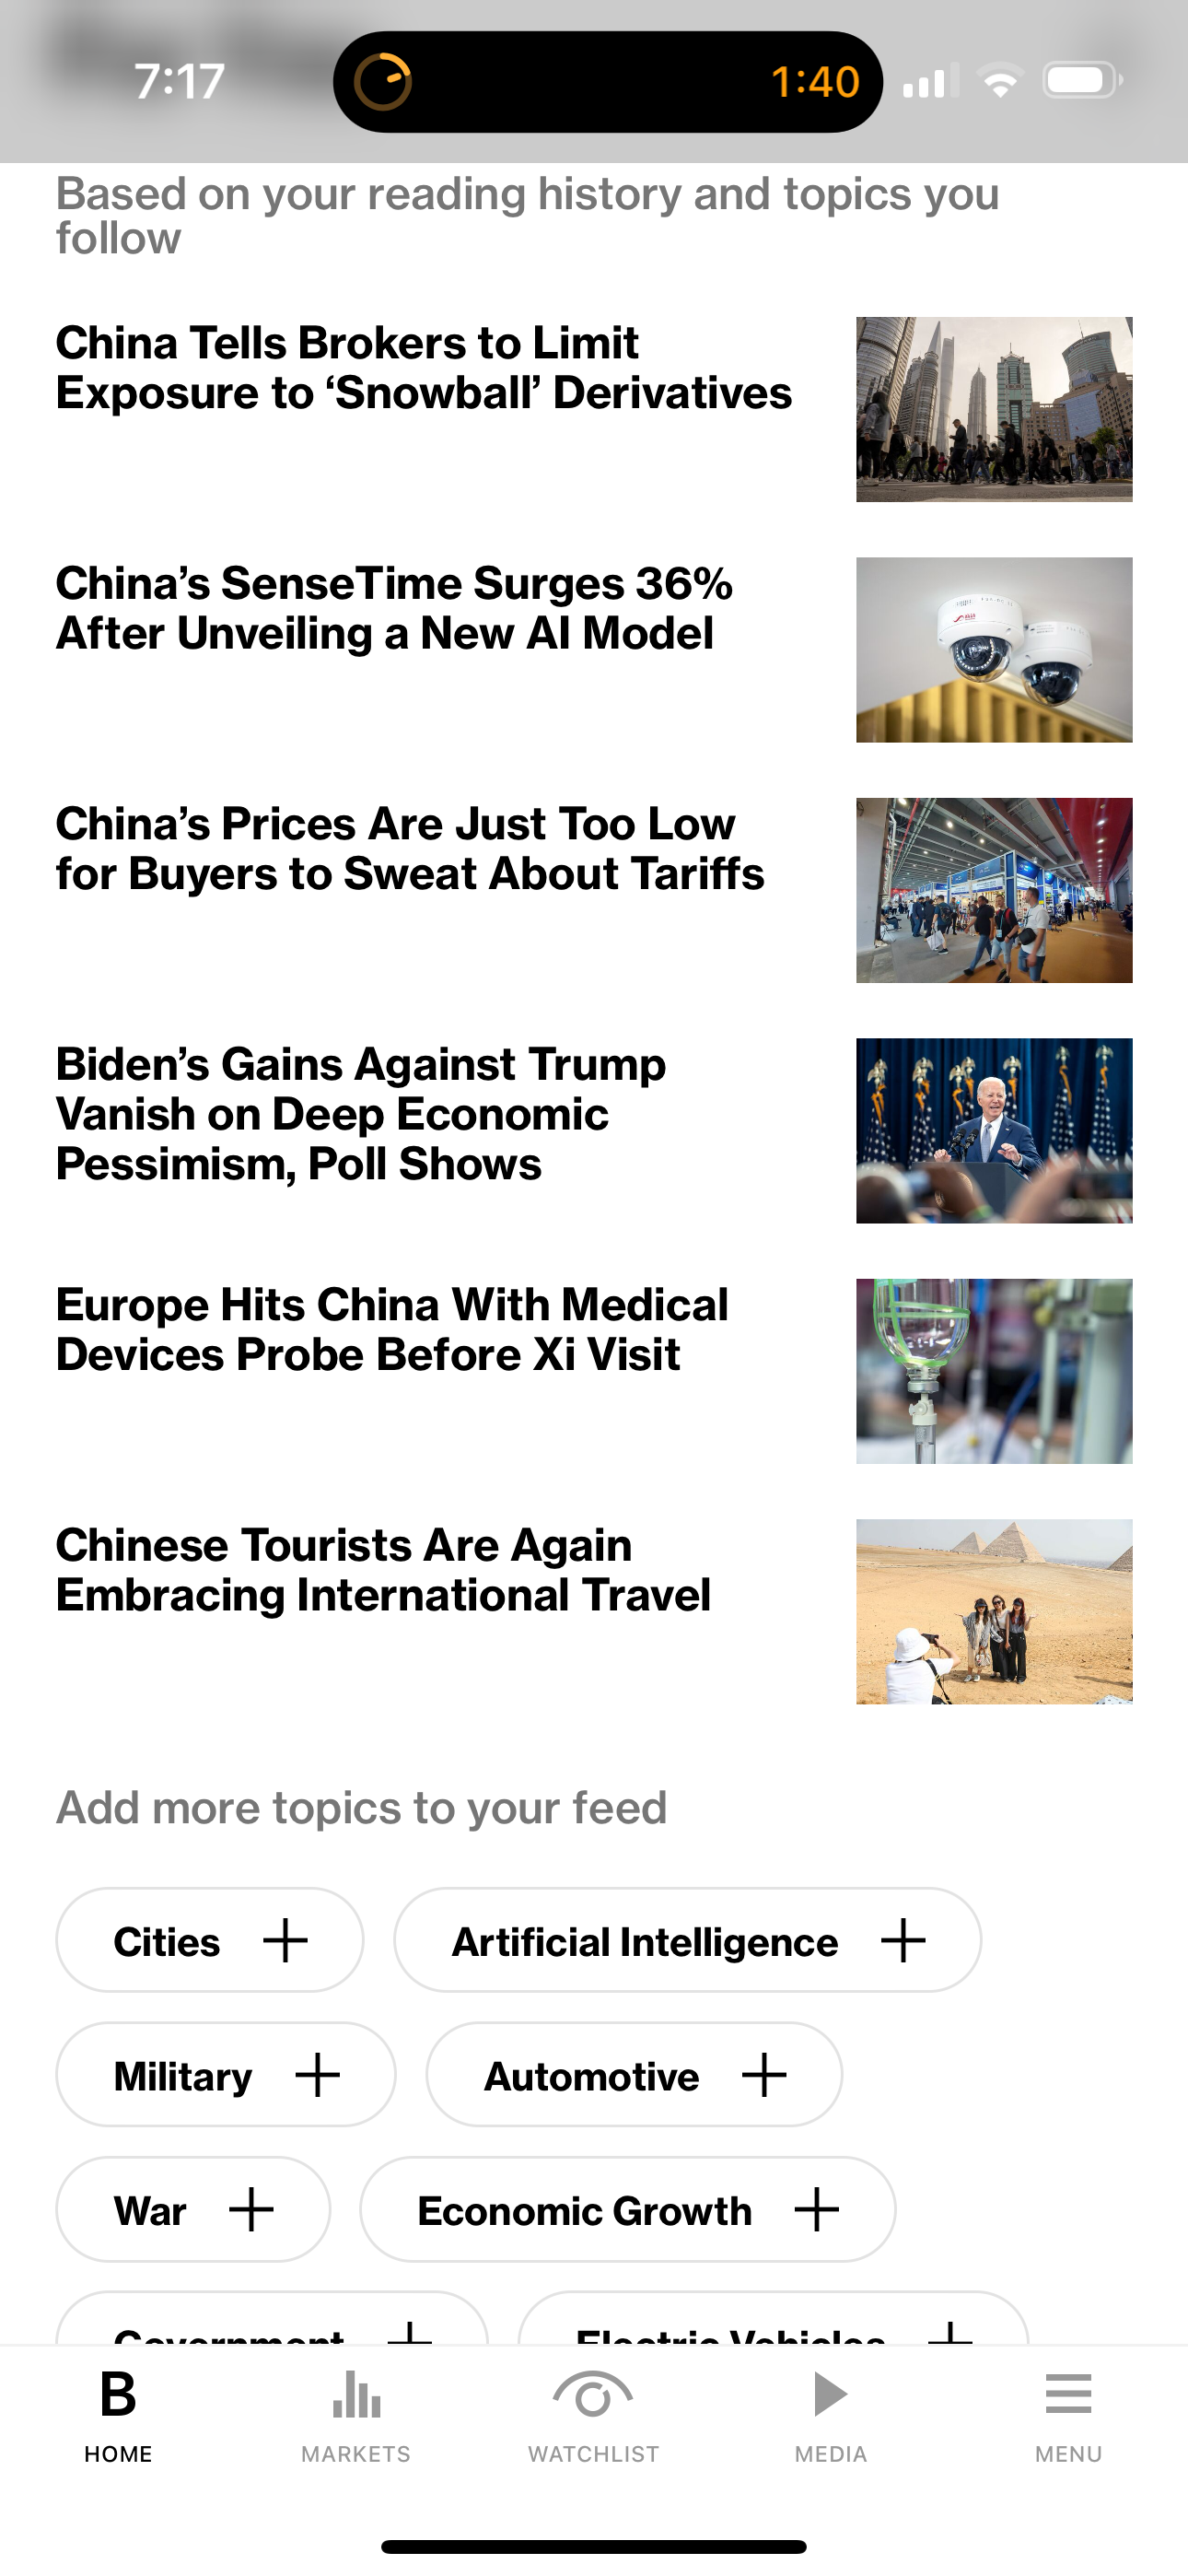 7:17
1:40
Based on your reading history and topics you
follow
China Tells Brokers to Limit
Exposure to ‘Snowball’ Derivatives
China’s SenseTime Surges 36%
After Unveiling a New AI Model
China’s Prices Are Just Too Low
for Buyers to Sweat About Tariffs
Biden’s Gains Against Trump
Vanish on Deep Economic
Pessimism, Poll Shows
Europe Hits China With Medical
Devices Probe Before Xi Visit
Chinese Tourists Are Again
Embracing International Travel
Add more topics to your feed
Cities +
Artificial Intelligence +
Military +
Automotive +
War +
Economic Growth +
Government +
Electric Vehicles +
B
HOME
MARKETS
WATCHLIST
MEDIA
MENU